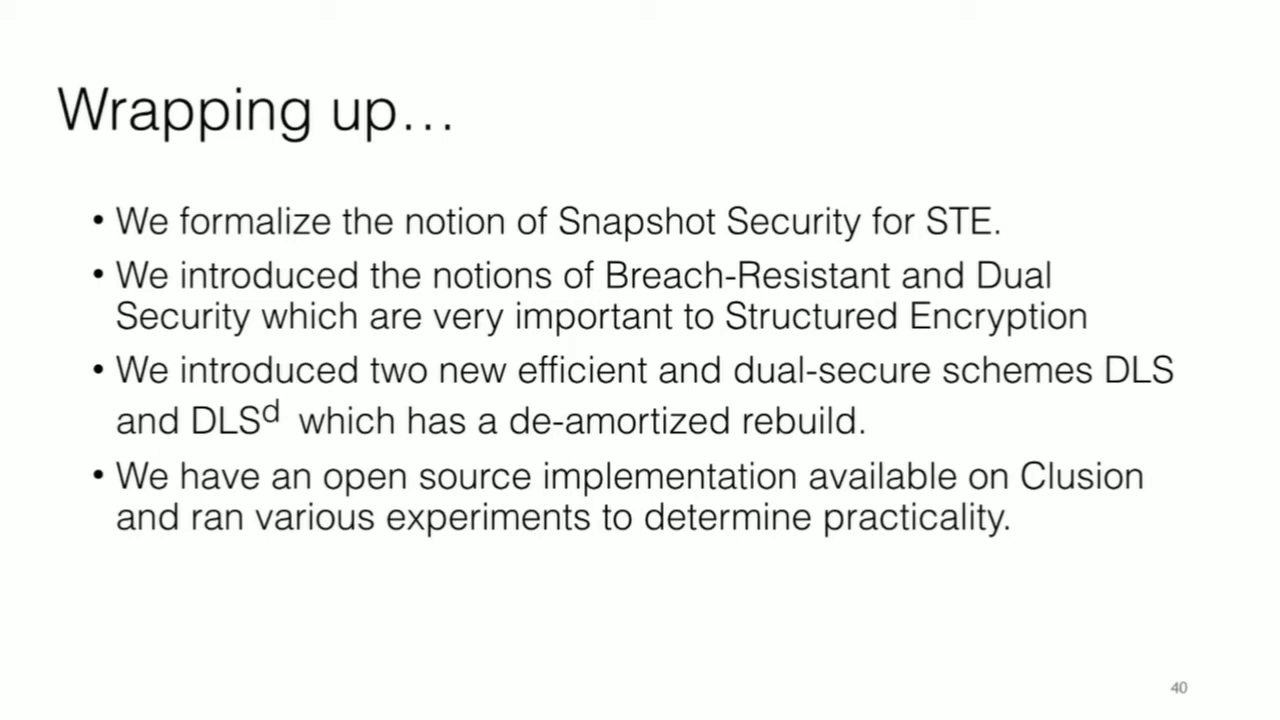 Wrapping up…
• We formalize the notion of Snapshot Security for STE.
• We introduced the notions of Breach-Resistant and Dual
Security which are very important to Structured Encryption
• We introduced two new efficient and dual-secure schemes DLS
and DLSᵈ which has a de-amortized rebuild.
• We have an open source implementation available on Clusion
and ran various experiments to determine practicality.
40